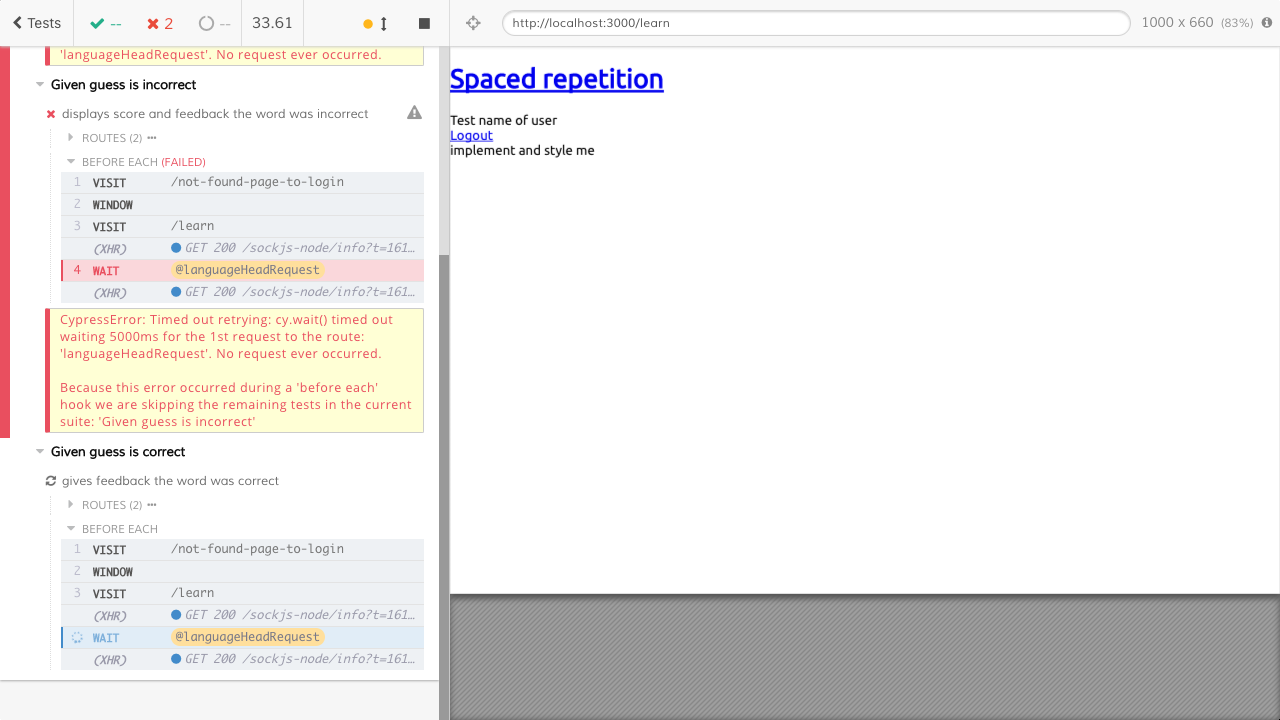 Tests
--
2
--
33.61
http://localhost:3000/learn
1000 x 660 (83%)
'languageHeadRequest'. No request ever occurred.
Given guess is incorrect
displays score and feedback the word was incorrect
ROUTES (2)
BEFORE EACH (FAILED)
1 VISIT /not-found-page-to-login
2 WINDOW
3 VISIT /learn
(XHR) GET 200 /sockjs-node/info?t=161…
4 WAIT @languageHeadRequest
(XHR) GET 200 /sockjs-node/info?t=161…
CypressError: Timed out retrying: cy.wait() timed out
waiting 5000ms for the 1st request to the route:
'languageHeadRequest'. No request ever occurred.
Because this error occurred during a 'before each'
hook we are skipping the remaining tests in the current
suite: 'Given guess is incorrect'
Given guess is correct
gives feedback the word was correct
ROUTES (2)
BEFORE EACH
1 VISIT /not-found-page-to-login
2 WINDOW
3 VISIT /learn
(XHR) GET 200 /sockjs-node/info?t=161…
WAIT @languageHeadRequest
(XHR) GET 200 /sockjs-node/info?t=161…
Spaced repetition
Test name of user
Logout
implement and style me